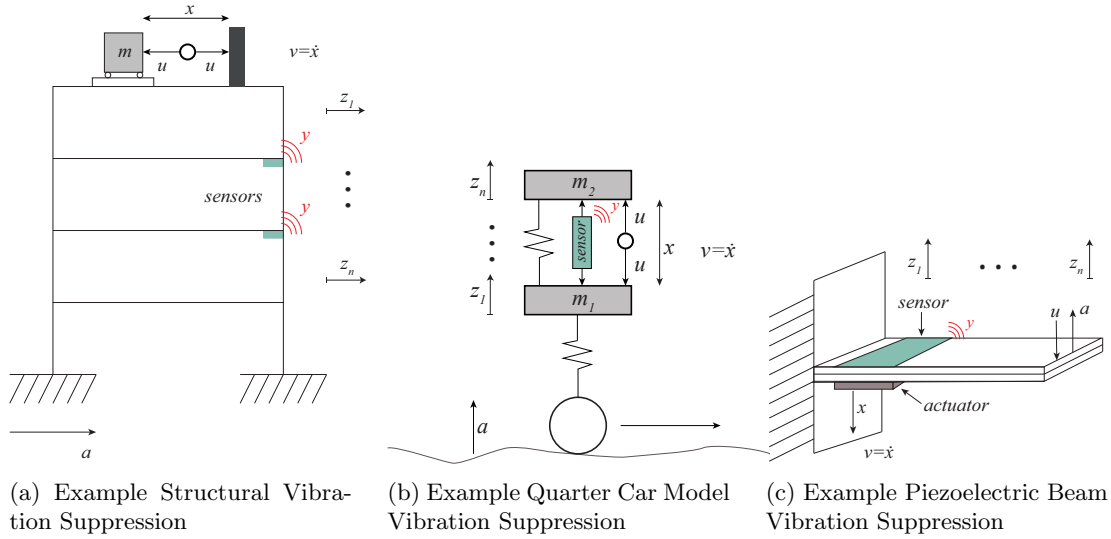 x
m
u
u
v=ẋ
z1
y
sensors
y
zn
a
(a) Example Structural Vibra-
tion Suppression
zn
m2
y
u
sensor
x
v=ẋ
u
z1
m1
a
(b) Example Quarter Car Model
Vibration Suppression
z1
zn
sensor
y
u
a
x
actuator
v=ẋ
(c) Example Piezoelectric Beam
Vibration Suppression